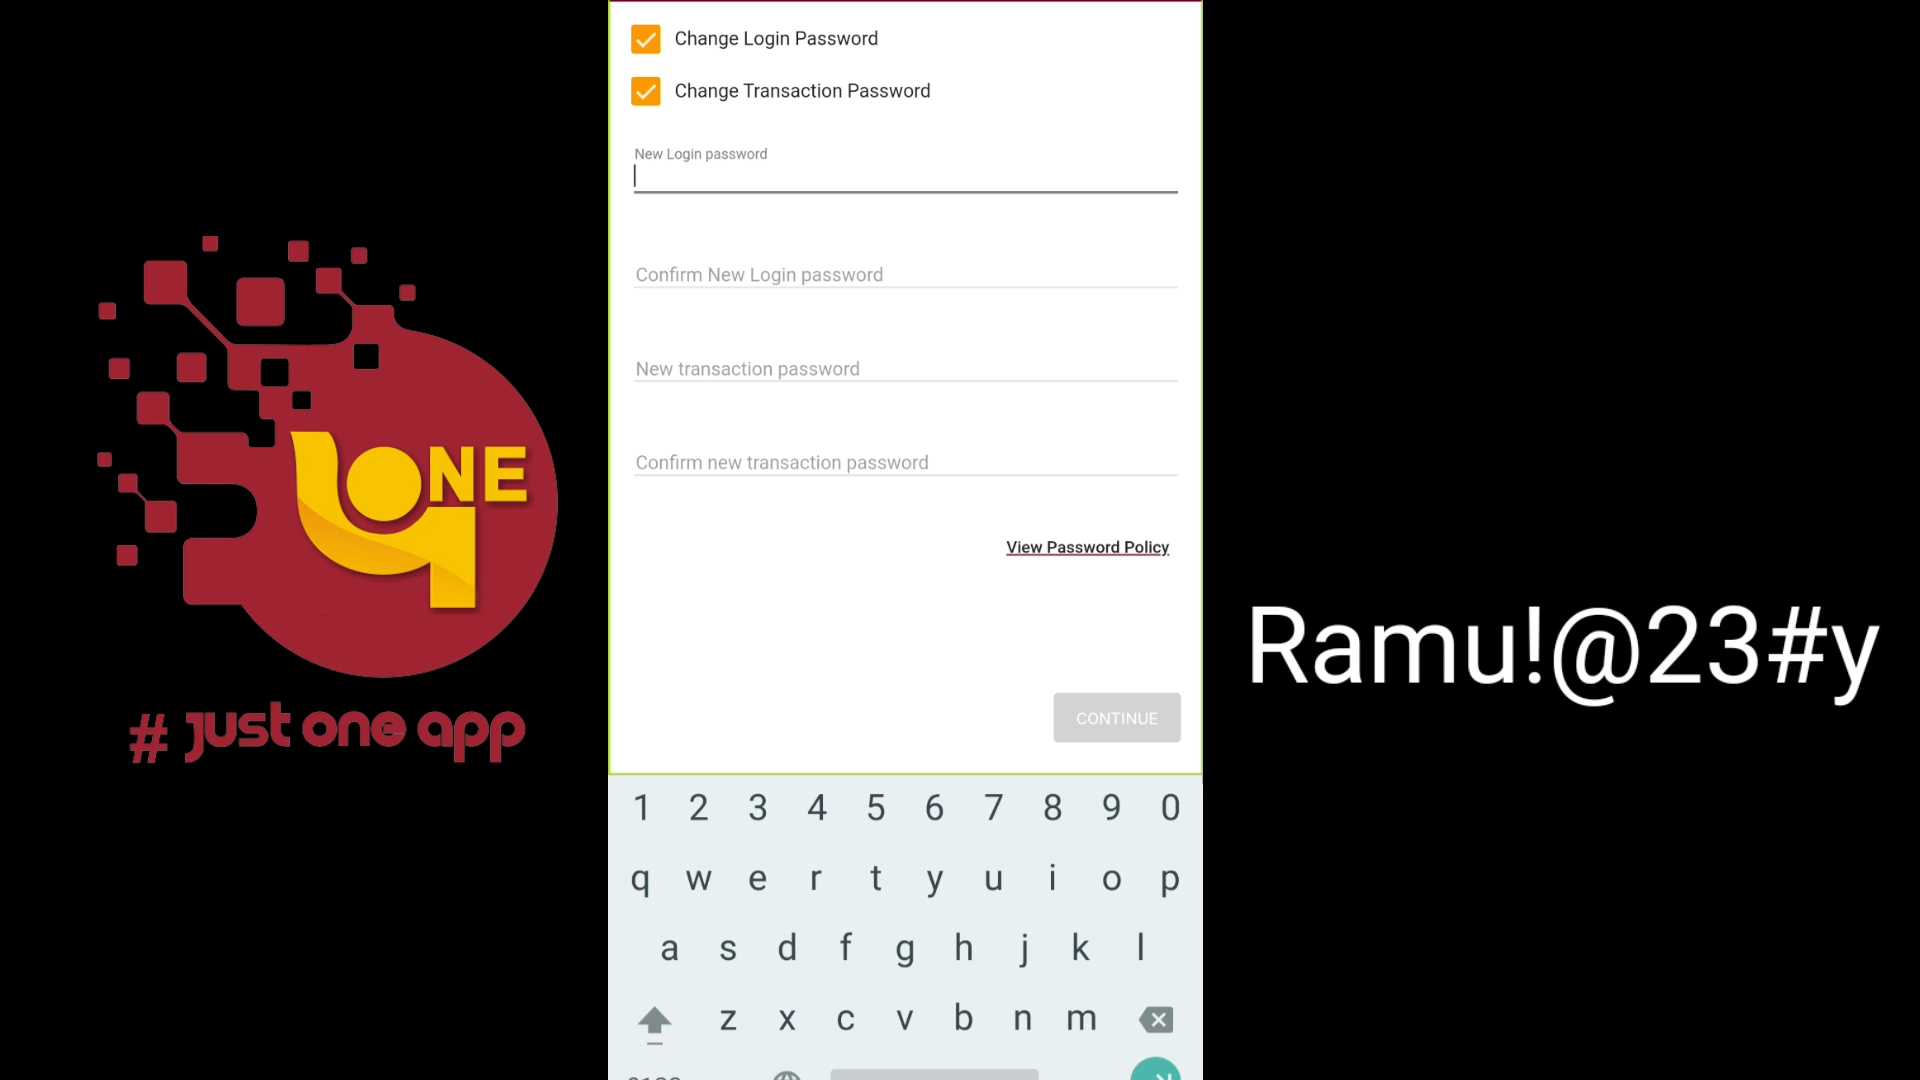 Change Login Password
Change Transaction Password
New Login password
Confirm New Login password
New transaction password
Confirm new transaction password
View Password Policy
CONTINUE
ONE
# just one app
Ramu!@23#y
1 2 3 4 5 6 7 8 9 0
q w e r t y u i o p
a s d f g h j k l
z x c v b n m